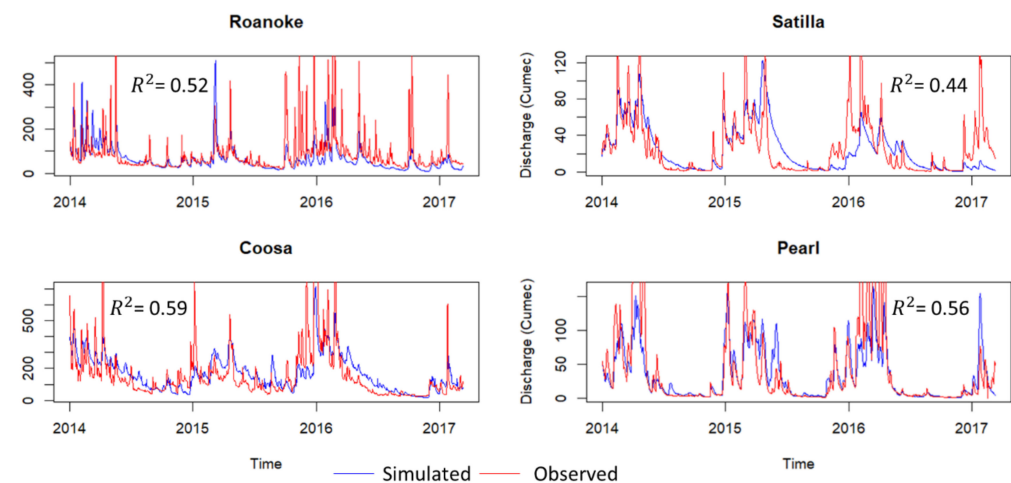 Roanoke
R² = 0.52
0 200 400
2014 2015 2016 2017
Satilla
R² = 0.44
Discharge (Cumec)
0 40 80 120
2014 2015 2016 2017
Coosa
R² = 0.59
0 200 500
2014 2015 2016 2017
Time
Pearl
R² = 0.56
Discharge (Cumec)
0 50 100
2014 2015 2016 2017
Time
Simulated Observed